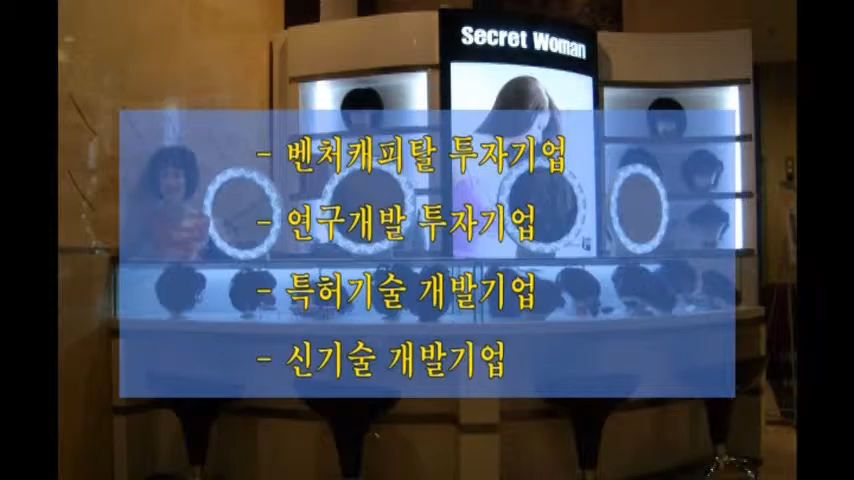 Secret Woman
- 벤처캐피탈 투자기업
- 연구개발 투자기업
- 특허기술 개발기업
- 신기술 개발기업